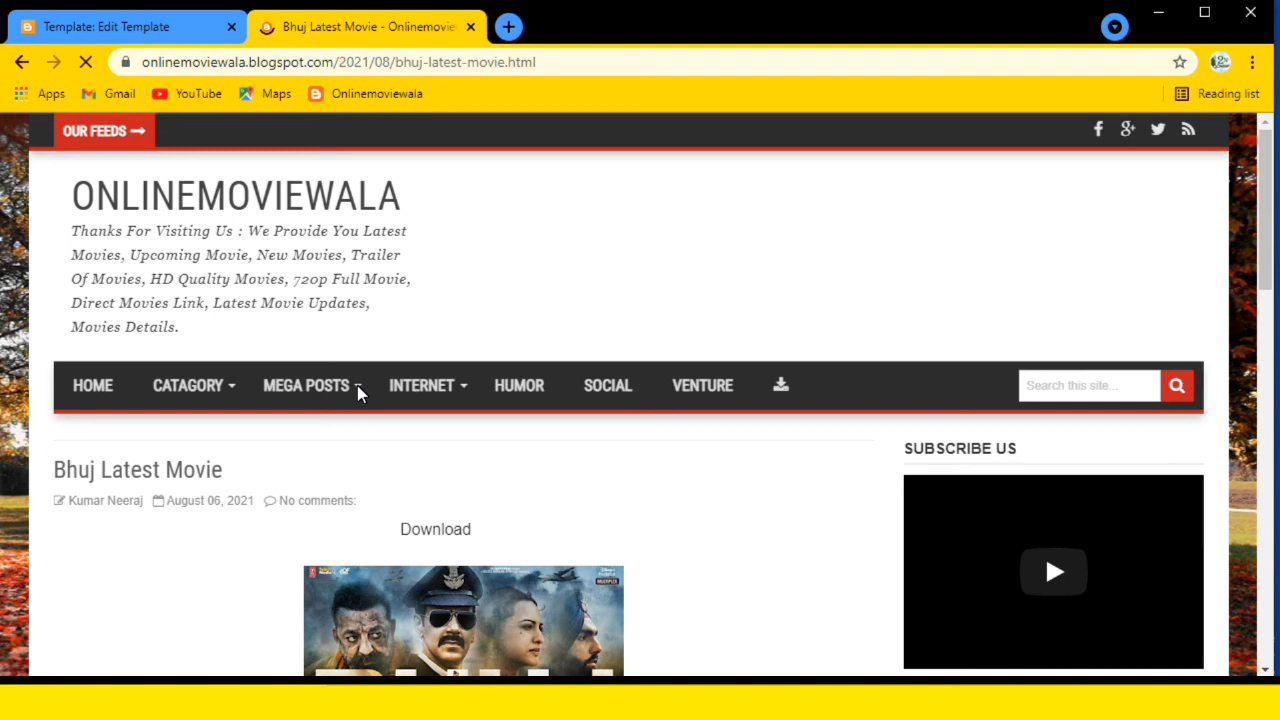 Template: Edit Template
Bhuj Latest Movie - Onlinemovie
onlinemoviewala.blogspot.com/2021/08/bhuj-latest-movie.html
Apps Gmail YouTube Maps Onlinemoviewala Reading list
OUR FEEDS
ONLINEMOVIEWALA
Thanks For Visiting Us : We Provide You Latest
Movies, Upcoming Movie, New Movies, Trailer
Of Movies, HD Quality Movies, 720p Full Movie,
Direct Movies Link, Latest Movie Updates,
Movies Details.
HOME CATAGORY MEGA POSTS INTERNET HUMOR SOCIAL VENTURE Search this site...
Bhuj Latest Movie
Kumar Neeraj August 06, 2021 No comments:
Download
SUBSCRIBE US